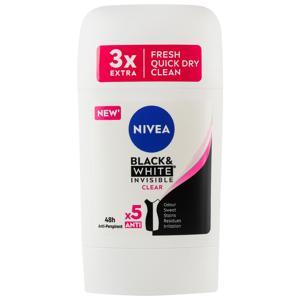 3x
EXTRA
FRESH
QUICK DRY
CLEAN
NEW'
NIVEA
BLACK&
WHITE
INVISIBLE
CLEAR
48h
Anti-Perspirant
x5
ANTI
Odour
Sweat
Stains
Residues
Irritation